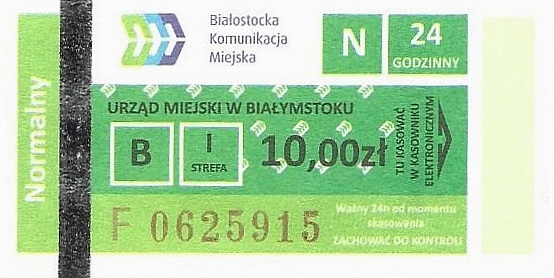 Normalny
Białostocka
Komunikacja
Miejska
N
24
GODZINNY
URZĄD MIEJSKI W BIAŁYMSTOKU
B
I
STREFA
10,00zł
TU KASOWAĆ
W KASOWNIKU
ELEKTRONICZNYM
F 0625915
Ważny 24h od momentu
skasowania
ZACHOWAĆ DO KONTROLI